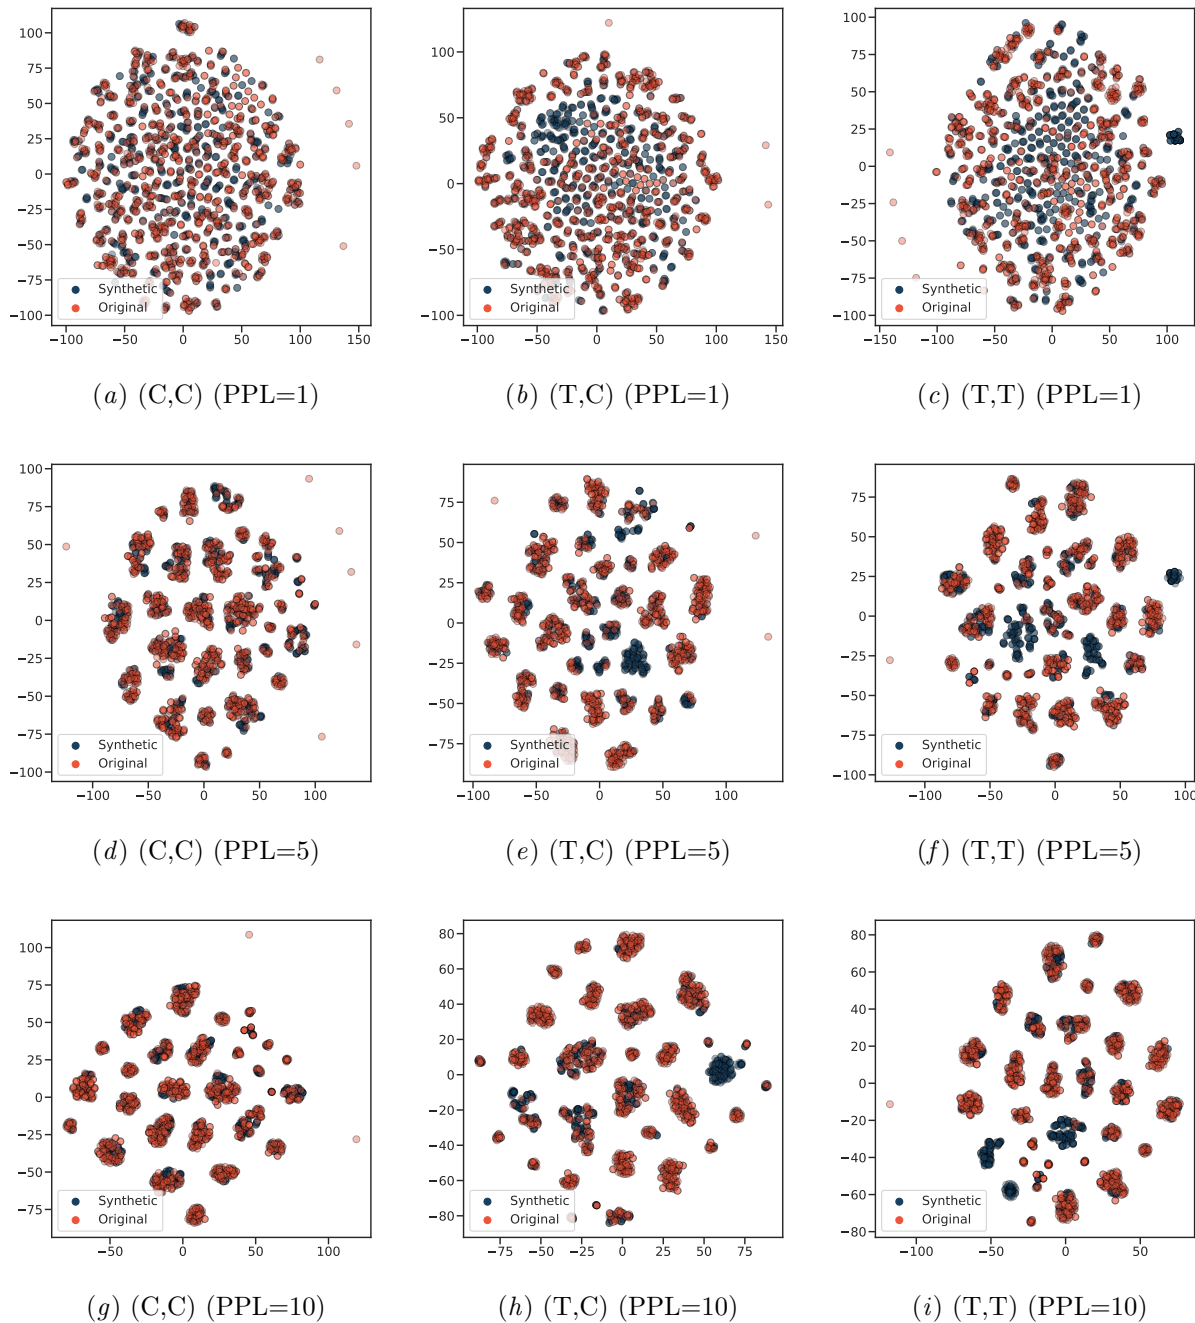 100
75
50
25
0
−25
−50
−75
−100
−100 −50 0 50 100 150
Synthetic
Original
(a) (C,C) (PPL=1)
100
50
0
−50
−100
−100 −50 0 50 100 150
Synthetic
Original
(b) (T,C) (PPL=1)
100
75
50
25
0
−25
−50
−75
−100
−150 −100 −50 0 50 100
Synthetic
Original
(c) (T,T) (PPL=1)
100
75
50
25
0
−25
−50
−75
−100
−100 −50 0 50 100
Synthetic
Original
(d) (C,C) (PPL=5)
75
50
25
0
−25
−50
−75
−100 −50 0 50 100
Synthetic
Original
(e) (T,C) (PPL=5)
100
75
50
25
0
−25
−50
−75
−100
−100 −50 0 50 100
Synthetic
Original
(f) (T,T) (PPL=5)
100
75
50
25
0
−25
−50
−75
−50 0 50 100
Synthetic
Original
(g) (C,C) (PPL=10)
80
60
40
20
0
−20
−40
−60
−80
−75 −50 −25 0 25 50 75
Synthetic
Original
(h) (T,C) (PPL=10)
80
60
40
20
0
−20
−40
−60
−80
−100 −50 0 50
Synthetic
Original
(i) (T,T) (PPL=10)